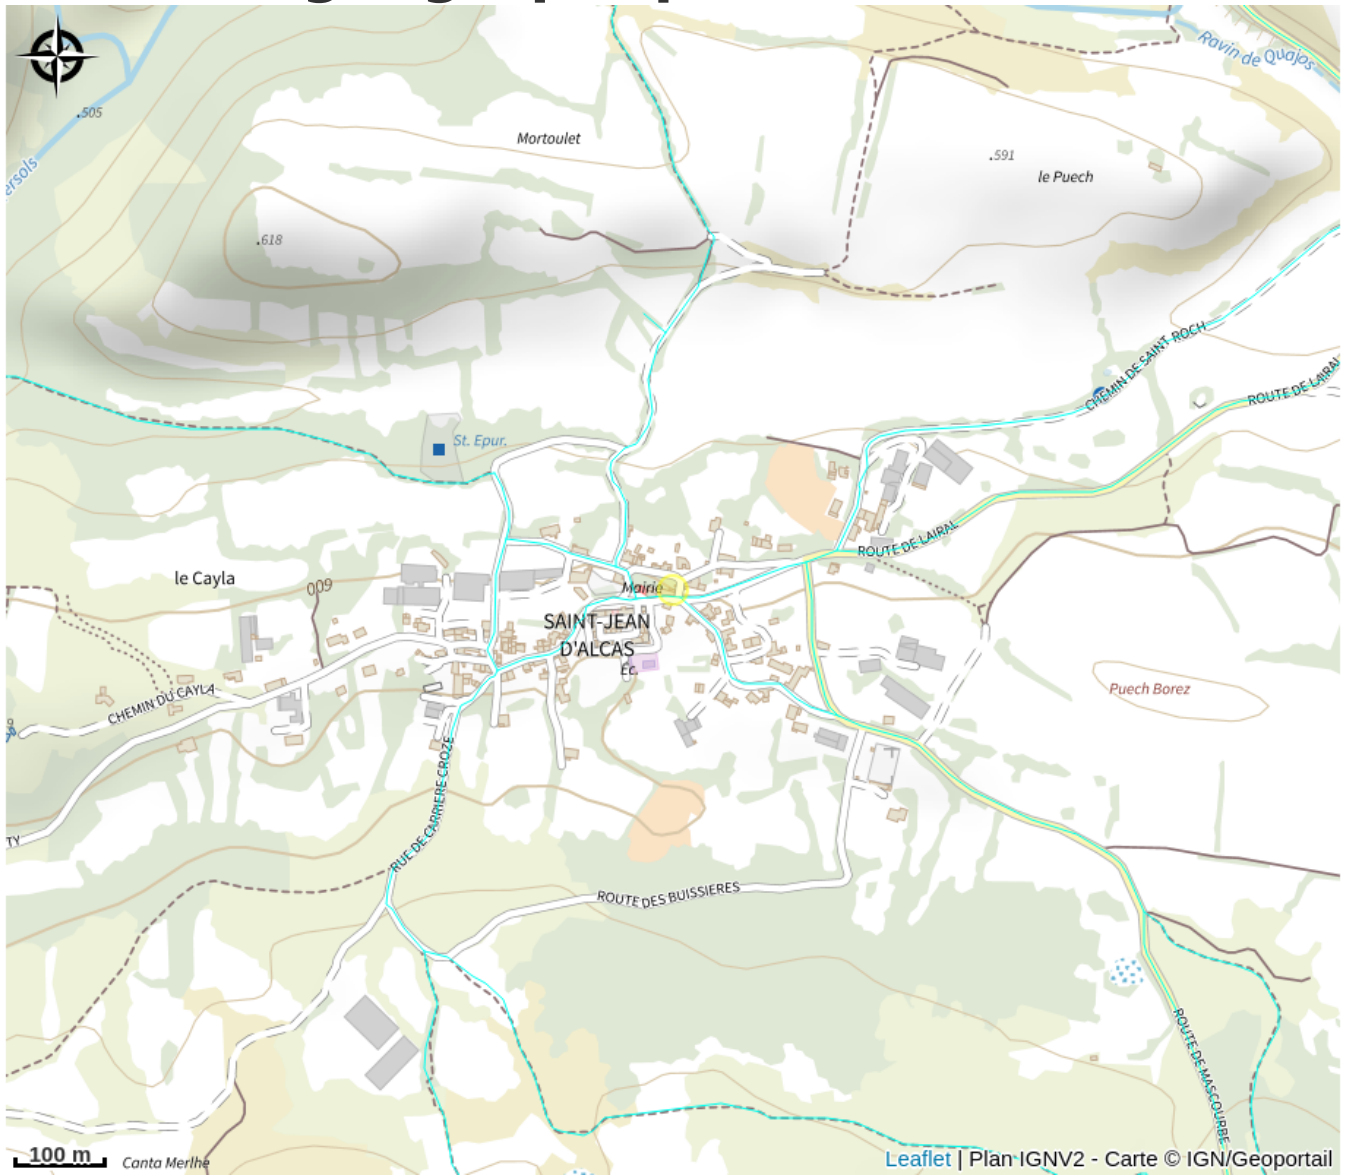 Ravin de Quajos
.505
Mortoulet
.591
le Puech
ersols
.618
CHEMIN DE SAINT-ROCH
ROUTE DE LAIRAL
St. Epur.
ROUTE DE LAIRAL
le Cayla
600
Mairie
SAINT-JEAN
D'ALCAS
Ec.
Puech Borez
CHEMIN DU CAYLA
RUE DE CARRIERE CROZE
TY
ROUTE DES BUISSIERES
ROUTE DE MASCOURBE
100 m
Canta Merlhe
Leaflet | Plan IGNV2 - Carte © IGN/Geoportail